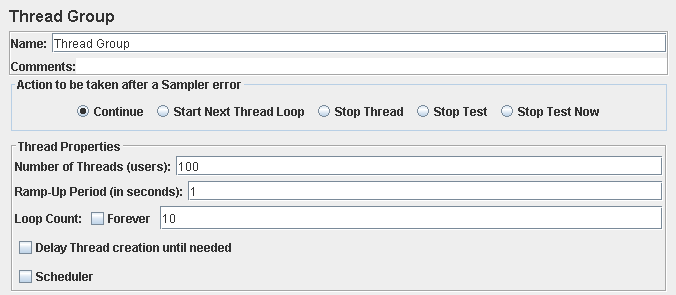 Thread Group
Name: Thread Group
Comments:
Action to be taken after a Sampler error
Continue Start Next Thread Loop Stop Thread Stop Test Stop Test Now
Thread Properties
Number of Threads (users): 100
Ramp-Up Period (in seconds): 1
Loop Count: Forever 10
Delay Thread creation until needed
Scheduler